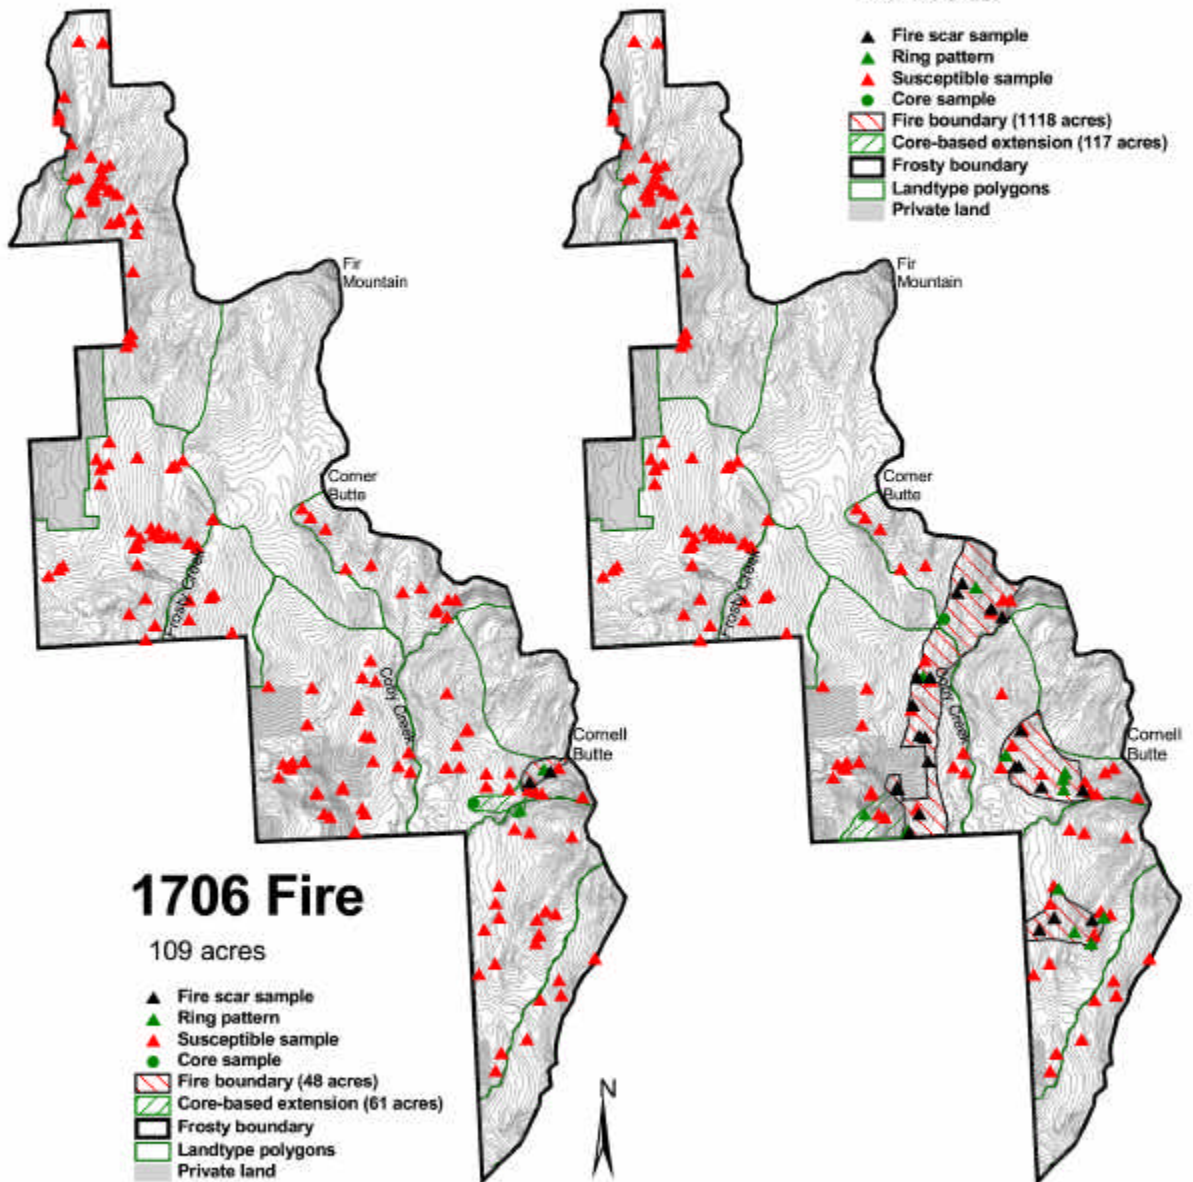 Fire scar sample
Ring pattern
Susceptible sample
Core sample
Fire boundary (1118 acres)
Core-based extension (117 acres)
Frosty boundary
Landtype polygons
Private land
Fir
Mountain
Fir
Mountain
Corner
Butte
Corner
Butte
Frosty Creek
Frosty Creek
Cody Creek
Cody Creek
Cornell
Butte
Cornell
Butte
1706 Fire
109 acres
Fire scar sample
Ring pattern
Susceptible sample
Core sample
Fire boundary (48 acres)
Core-based extension (61 acres)
Frosty boundary
Landtype polygons
Private land
N